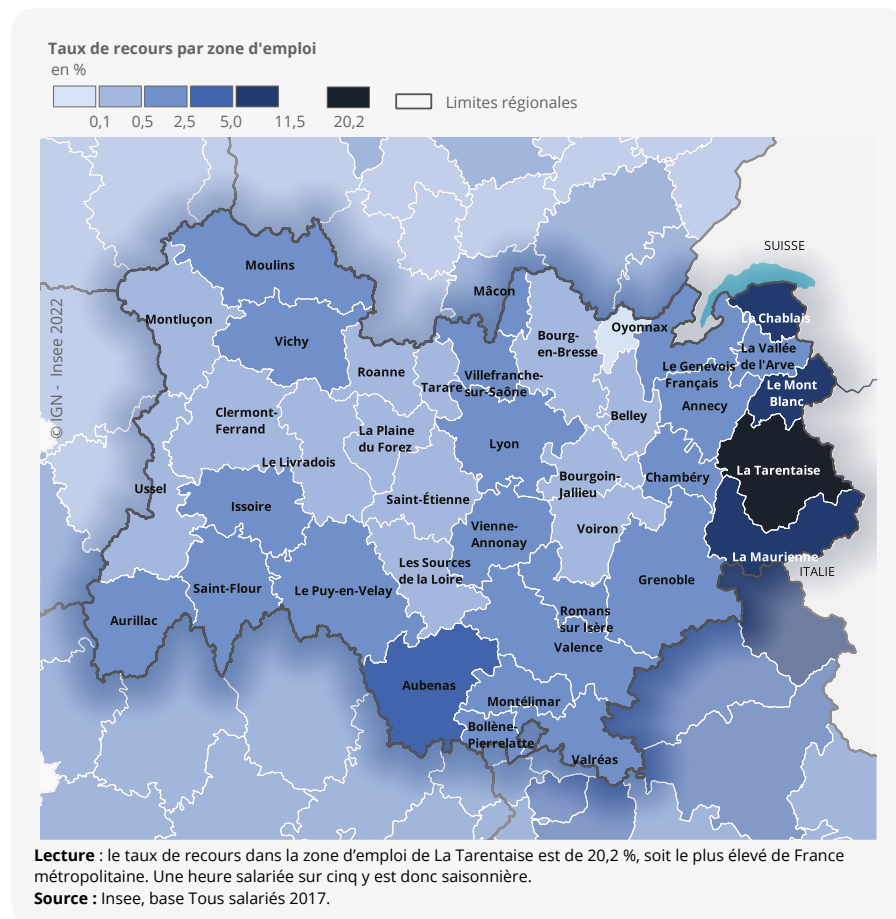 Taux de recours par zone d'emploi
en %
0,1 0,5 2,5 5,0 11,5 20,2
Limites régionales
© IGN - Insee 2022
SUISSE
Moulins
Mâcon
Montluçon
Le Chablais
Oyonnax
Vichy
Bourg-
en-Bresse
La Vallée
de l'Arve
Roanne
Le Genevois
Français
Tarare
Villefranche-
sur-Saône
Le Mont
Blanc
Annecy
Clermont-
Ferrand
Belley
La Plaine
du Forez
Lyon
Le Livradois
La Tarentaise
Bourgoin-
Jallieu
Chambéry
Ussel
Saint-Étienne
Issoire
Vienne-
Annonay
Voiron
La Maurienne
ITALIE
Les Sources
de la Loire
Grenoble
Saint-Flour
Le Puy-en-Velay
Aurillac
Romans
sur Isère
Valence
Aubenas
Montélimar
Bollène-
Pierrelatte
Valréas
Lecture : le taux de recours dans la zone d’emploi de La Tarentaise est de 20,2 %, soit le plus élevé de France
métropolitaine. Une heure salariée sur cinq y est donc saisonnière.
Source : Insee, base Tous salariés 2017.